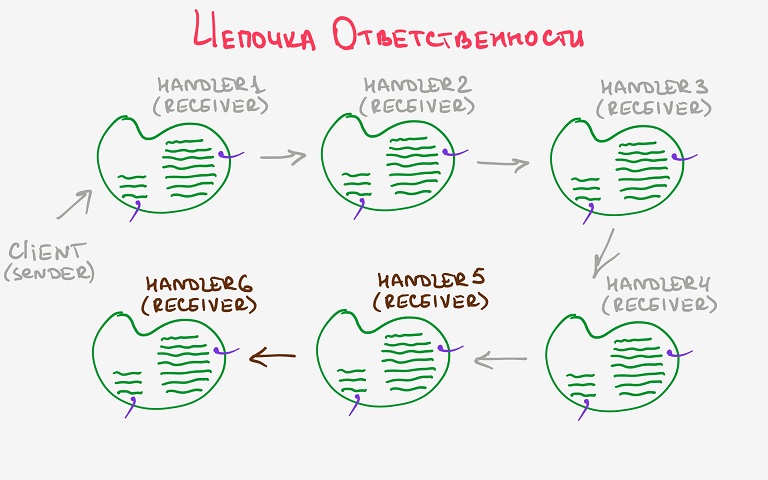 Цепочка Ответственности
HANDLER1
(RECEIVER)
HANDLER2
(RECEIVER)
HANDLER3
(RECEIVER)
CLiENT
(SENDER)
HANDLER4
(RECEIVER)
HANDLER5
(RECEIVER)
HANDLER6
(RECEIVER)